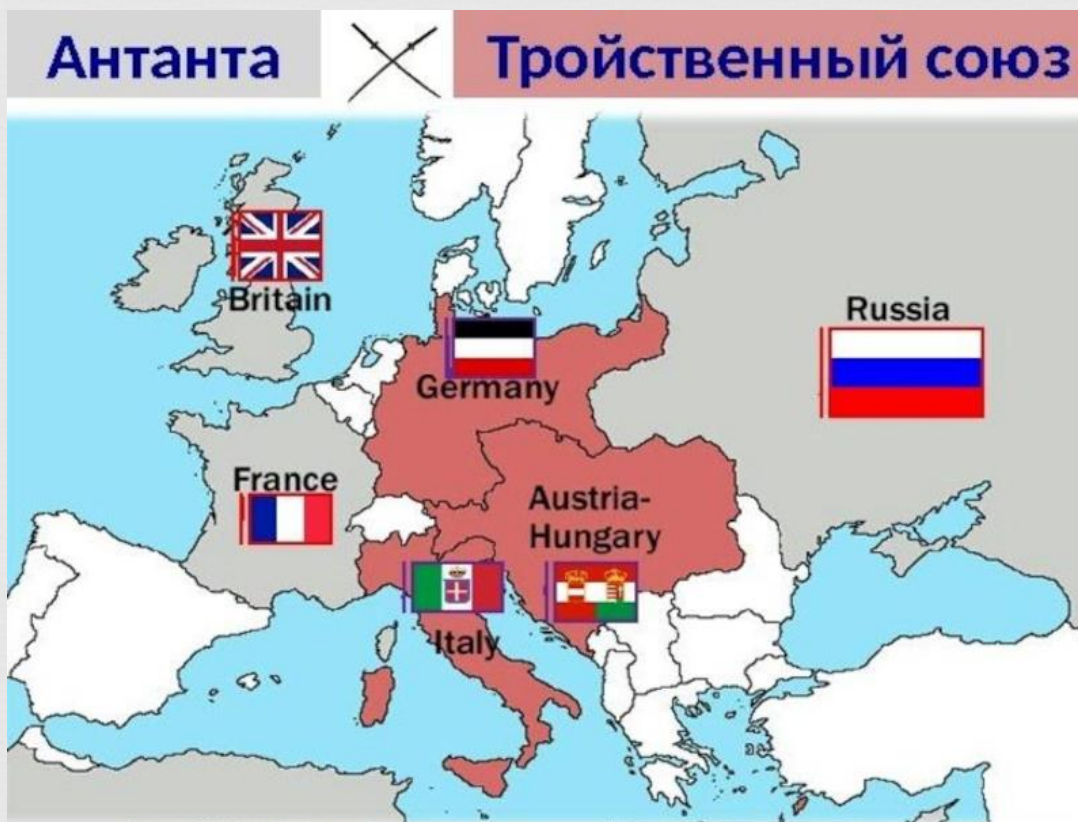 Антанта
Тройственный союз
Britain
Russia
Germany
France
Austria-
Hungary
Italy